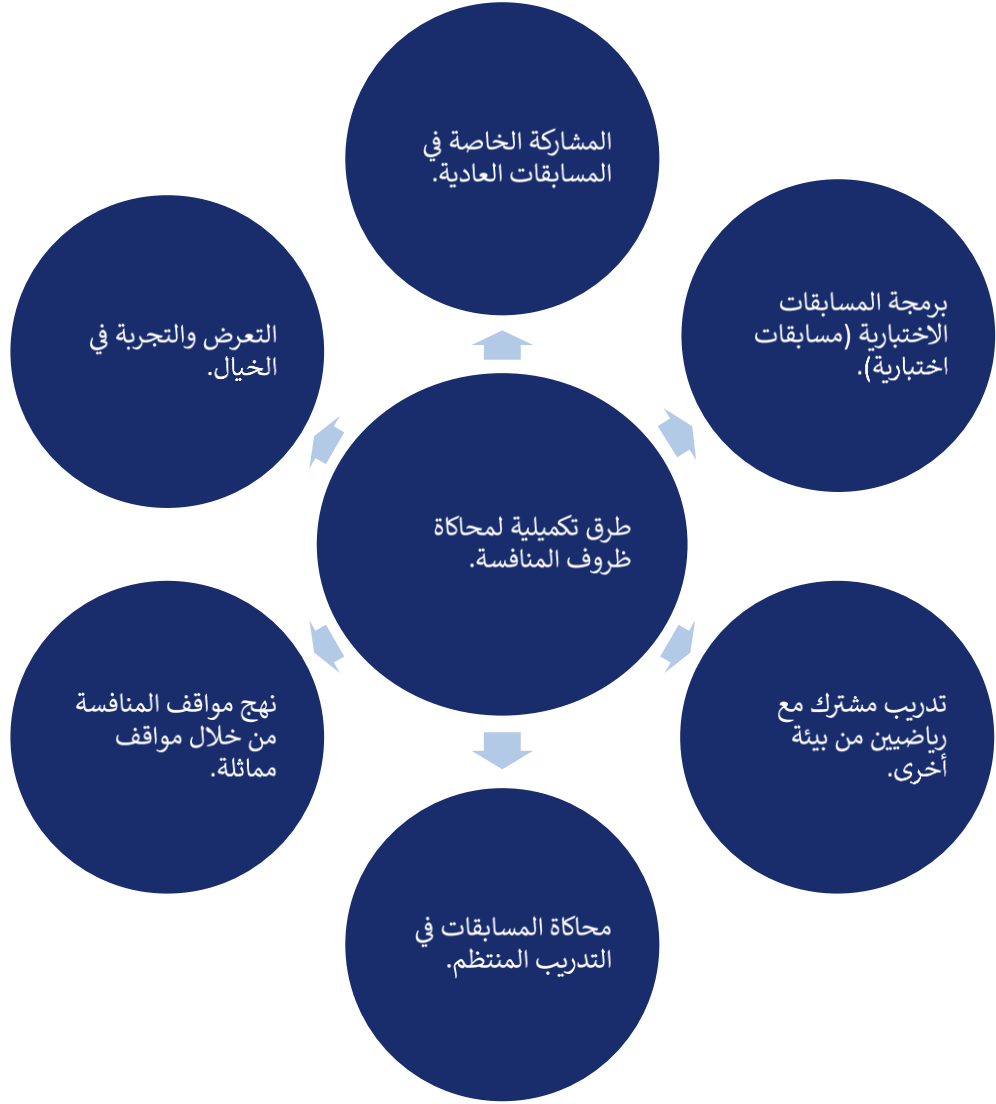 المشاركة الخاصة في
المسابقات العادية.
برمجة المسابقات
الاختبارية (مسابقات
اختبارية).
التعرض والتجربة في
الخيال.
طرق تكميلية لمحاكاة
ظروف المنافسة.
تدريب مشترك مع
رياضيين من بيئة
أخرى.
نهج مواقف المنافسة
من خلال مواقف
مماثلة.
محاكاة المسابقات في
التدريب المنتظم.